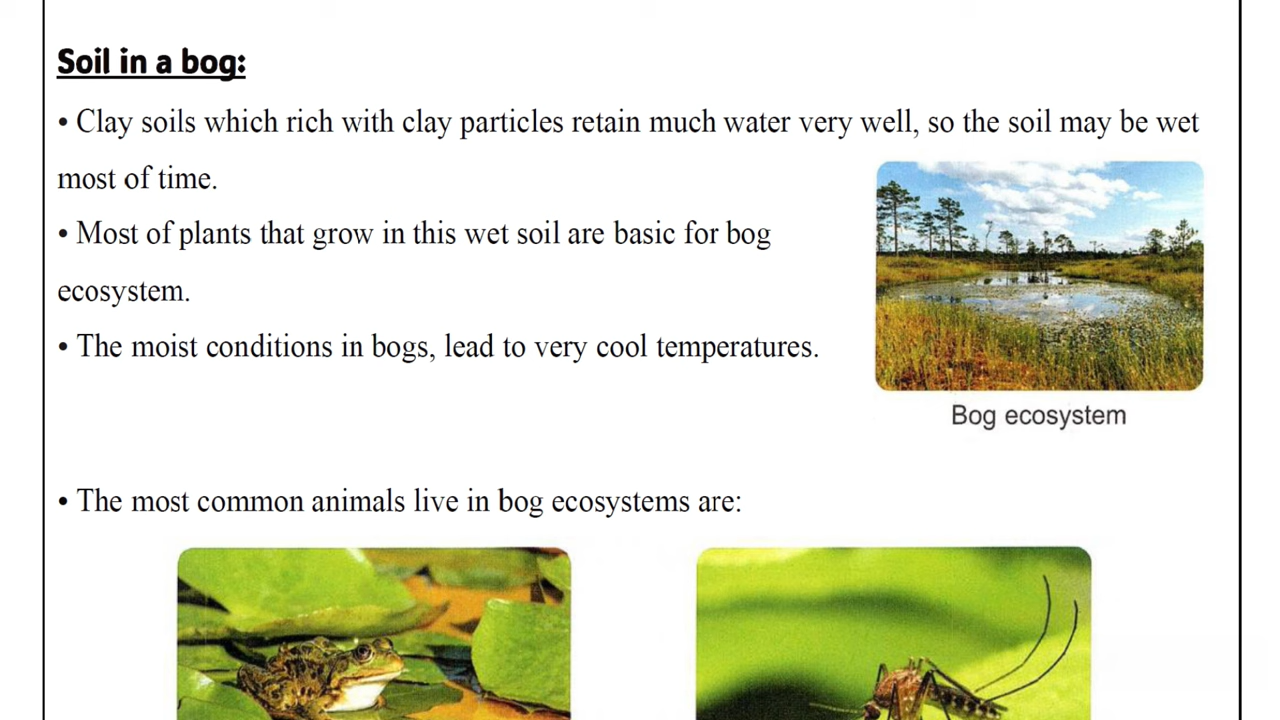 Soil in a bog:
• Clay soils which rich with clay particles retain much water very well, so the soil may be wet
most of time.
• Most of plants that grow in this wet soil are basic for bog
ecosystem.
• The moist conditions in bogs, lead to very cool temperatures.
Bog ecosystem
• The most common animals live in bog ecosystems are: